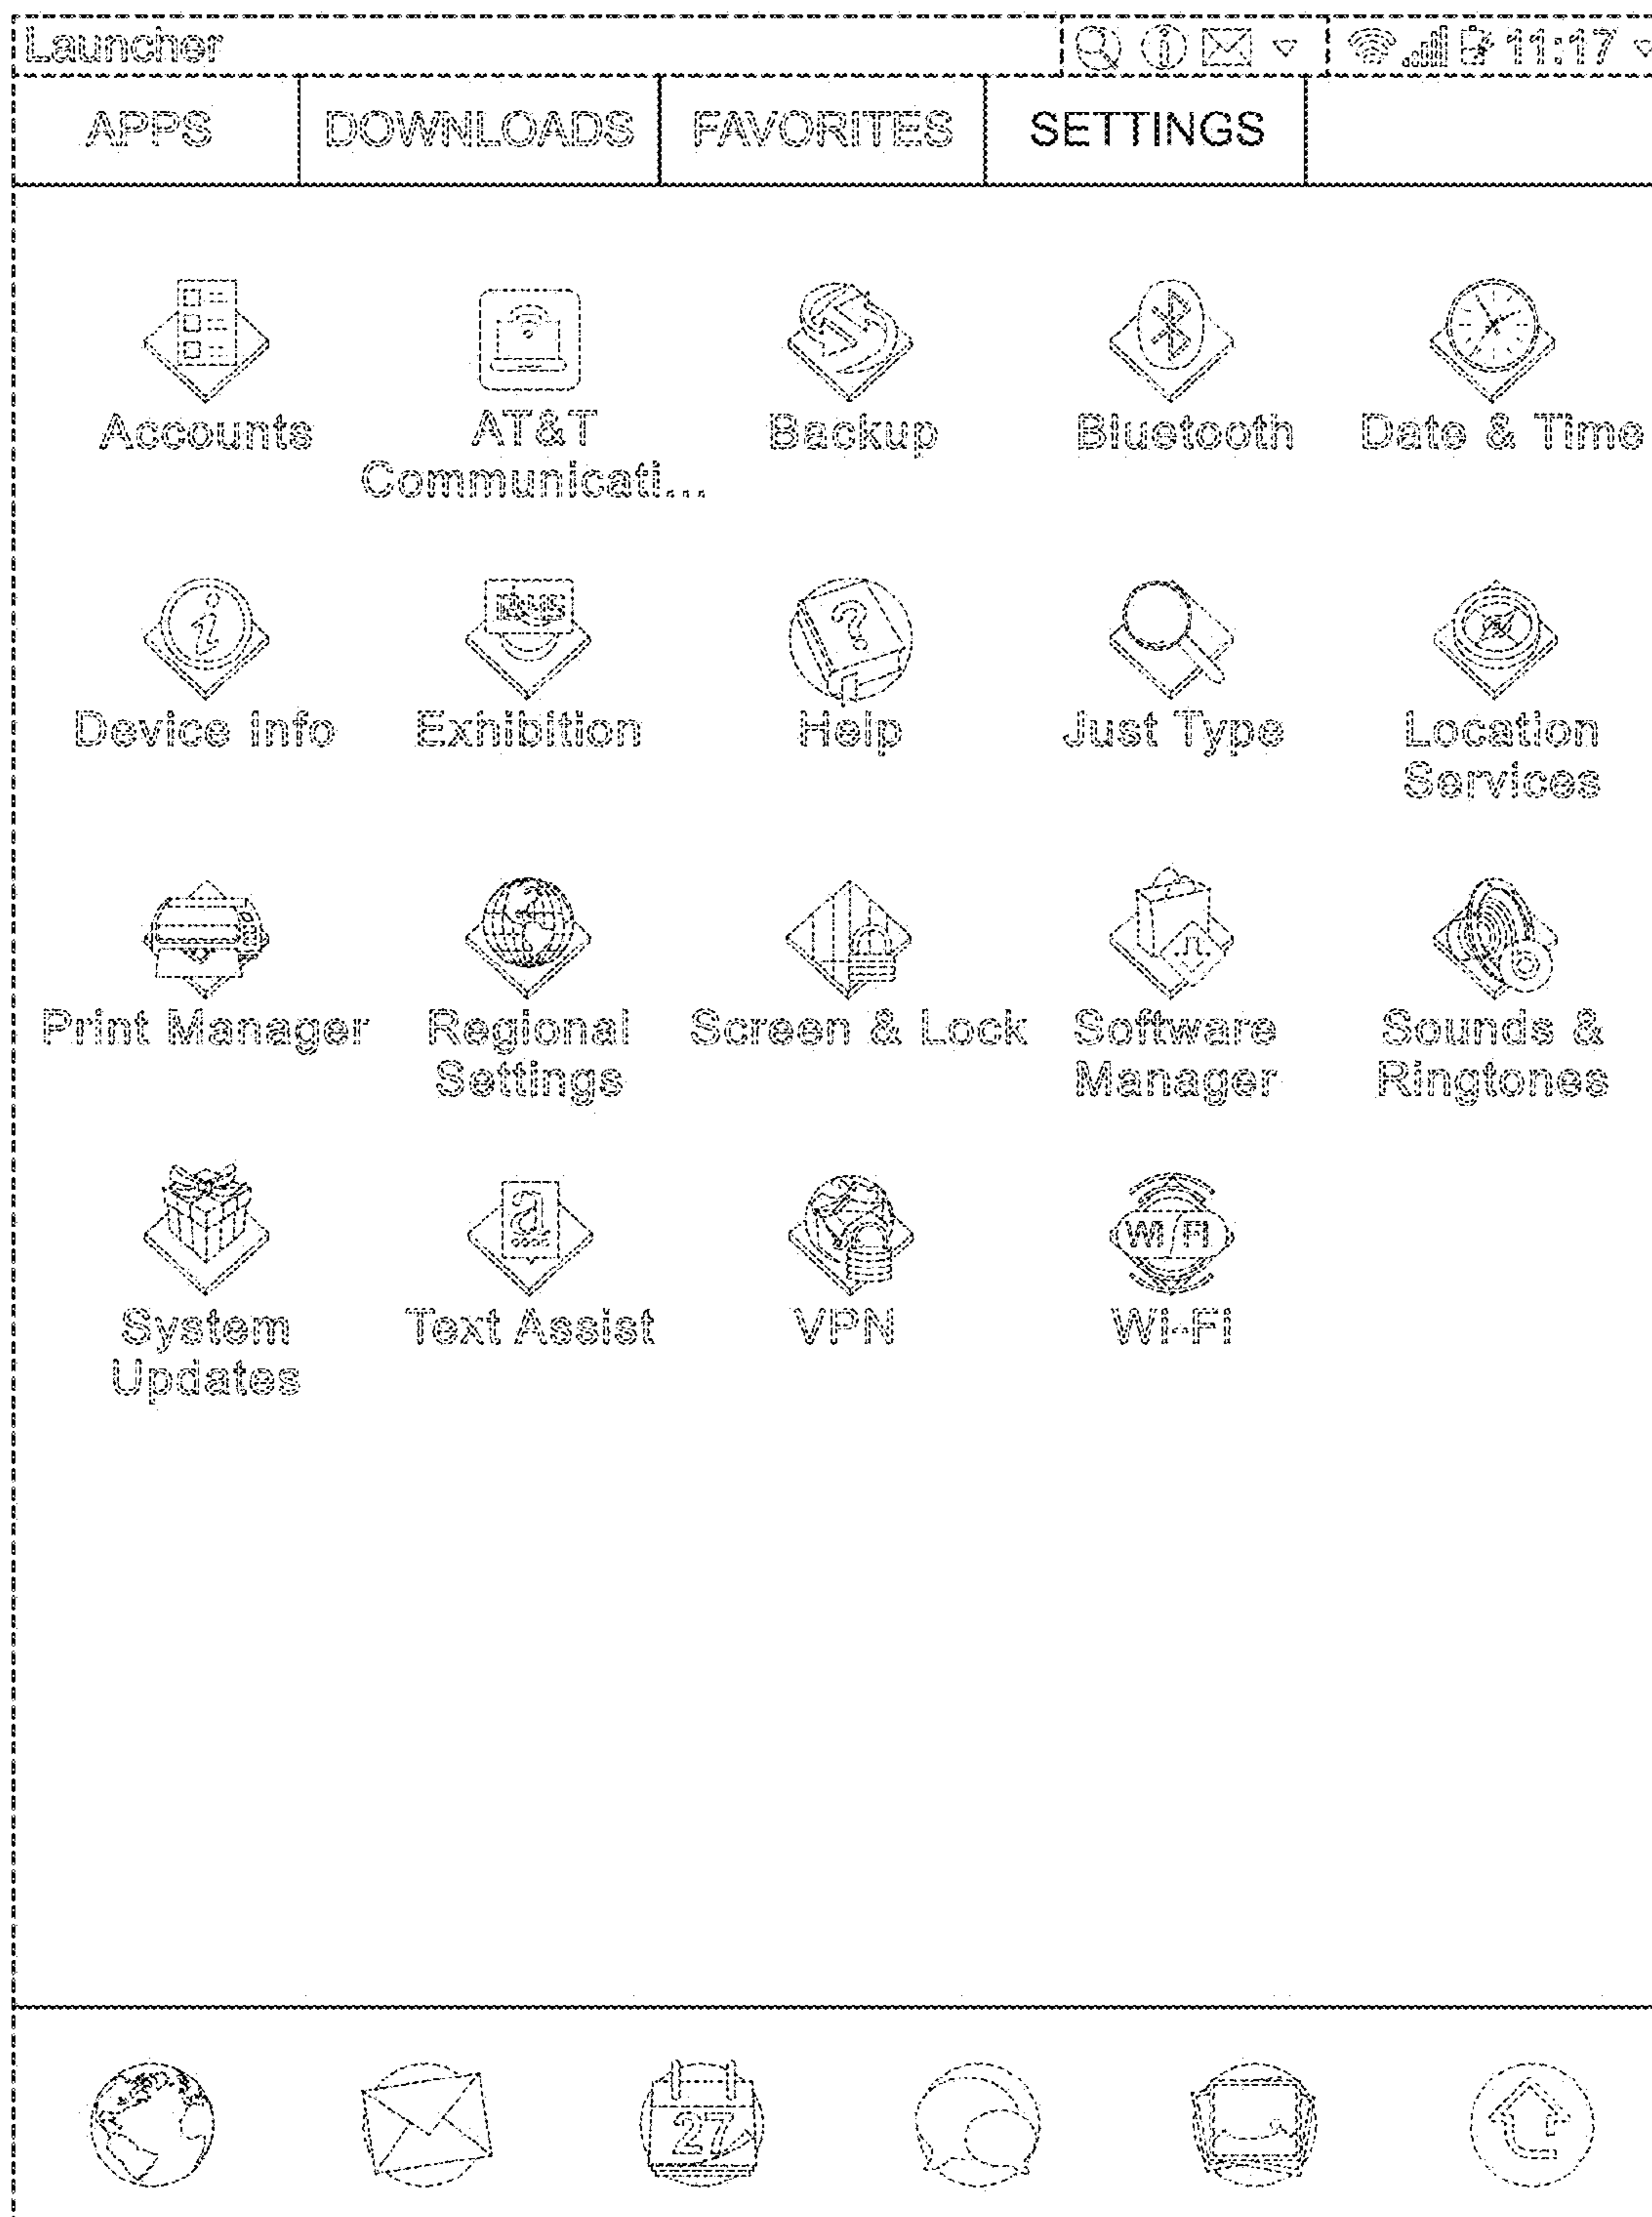 Launcher 11:17
APPS DOWNLOADS FAVORITES SETTINGS
Accounts AT&T Backup Bluetooth Date & Time
Communicati...
?
Device Info Exhibition Help Just Type Location
Services
Print Manager Regional Screen & Lock Software Sounds &
Settings Manager Ringtones
a
WI FI
System Text Assist VPN Wi-Fi
Updates
27